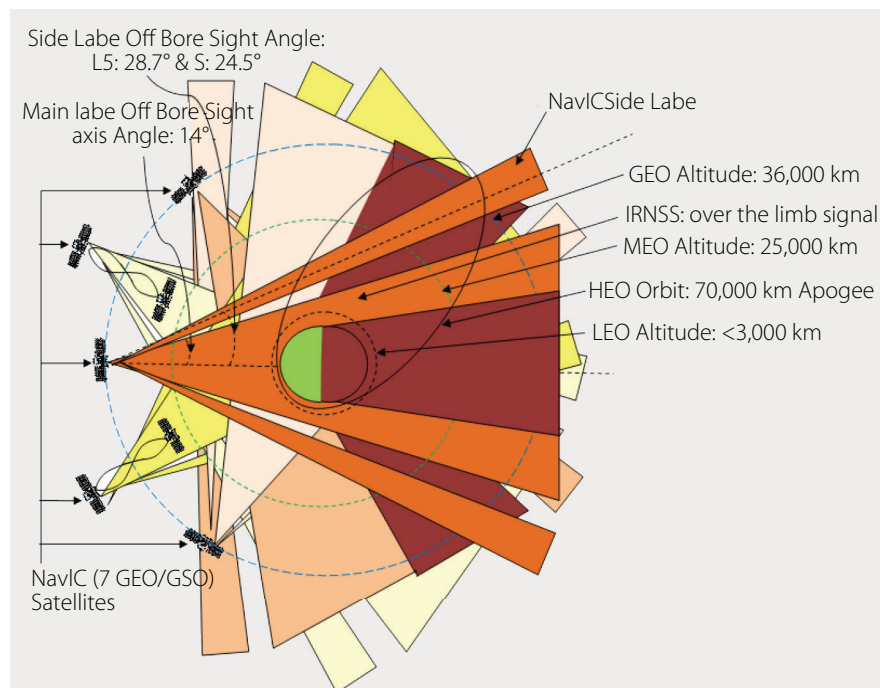 Side Labe Off Bore Sight Angle:
L5: 28.7° & S: 24.5°
Main labe Off Bore Sight
axis Angle: 14°.
NavICSide Labe
GEO Altitude: 36,000 km
IRNSS: over the limb signal
MEO Altitude: 25,000 km
HEO Orbit: 70,000 km Apogee
LEO Altitude: <3,000 km
NavIC (7 GEO/GSO)
Satellites